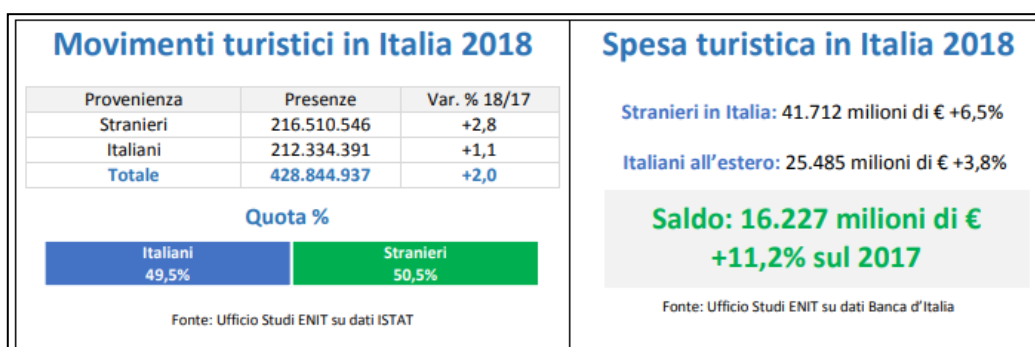 Movimenti turistici in Italia 2018
Provenienza Presenze Var. % 18/17
Stranieri 216.510.546 +2,8
Italiani 212.334.391 +1,1
Totale 428.844.937 +2,0
Quota %
Italiani Stranieri
49,5% 50,5%
Fonte: Ufficio Studi ENIT su dati ISTAT
Spesa turistica in Italia 2018
Stranieri in Italia: 41.712 milioni di € +6,5%
Italiani all’estero: 25.485 milioni di € +3,8%
Saldo: 16.227 milioni di €
+11,2% sul 2017
Fonte: Ufficio Studi ENIT su dati Banca d’Italia